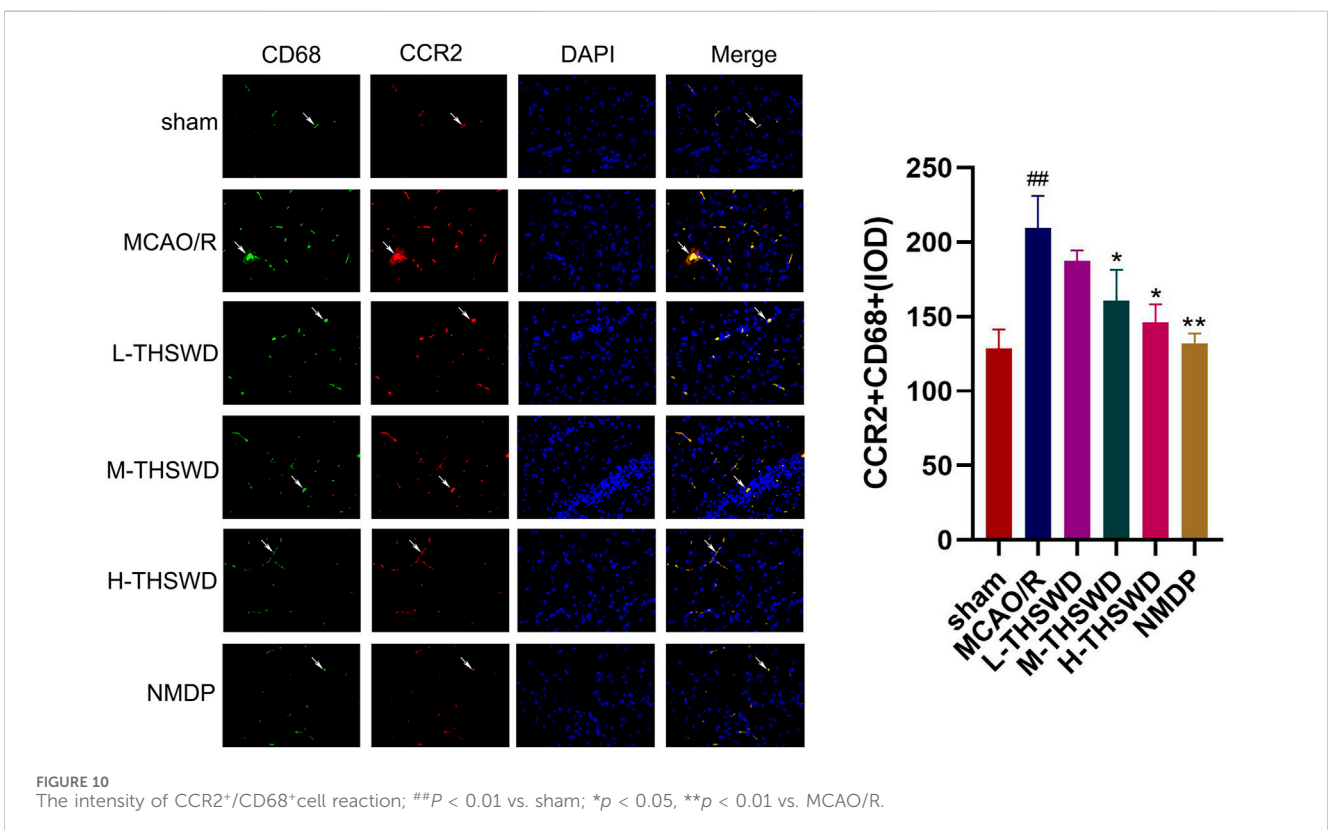 CD68 CCR2 DAPI Merge
sham
MCAO/R
L-THSWD
M-THSWD
H-THSWD
NMDP
CCR2+CD68+(IOD)
250
200
150
100
50
0
##
*
*
**
sham
MCAO/R
L-THSWD
M-THSWD
H-THSWD
NMDP
FIGURE 10
The intensity of CCR2⁺/CD68⁺cell reaction; ##P < 0.01 vs. sham; *p < 0.05, **p < 0.01 vs. MCAO/R.